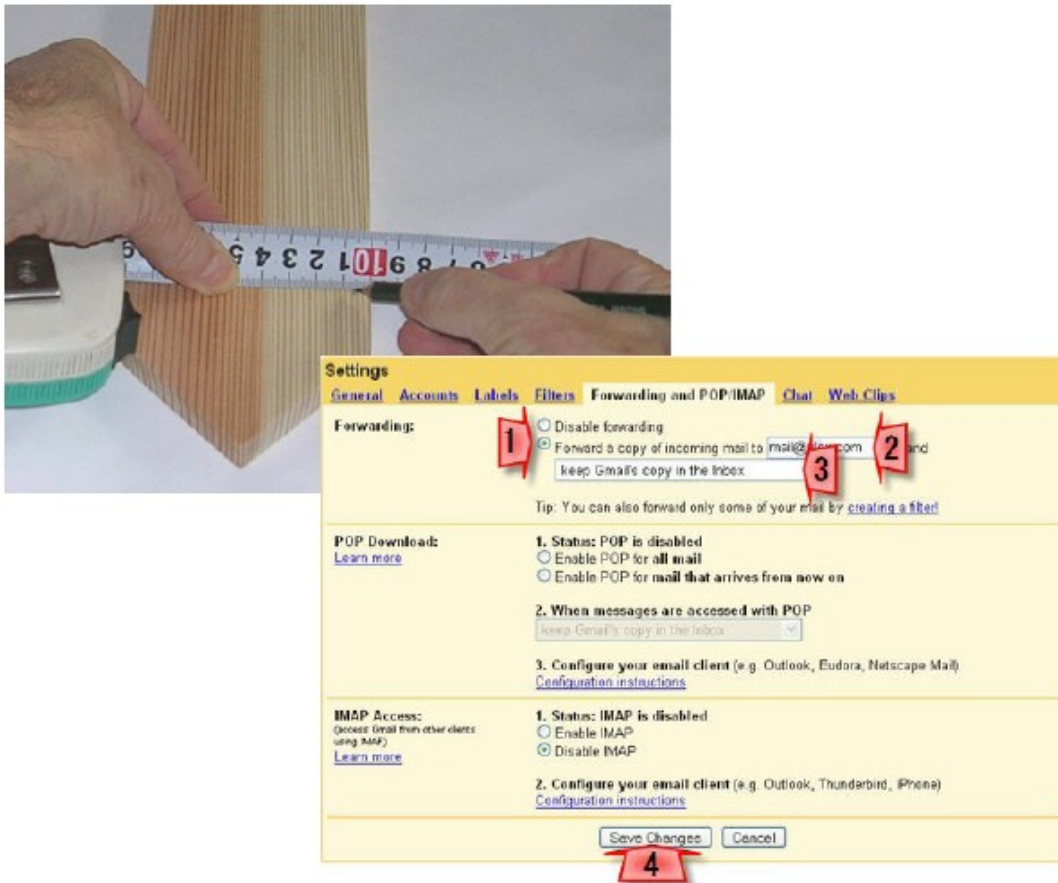 9 5 4 3 2 1 10 9 8 7 6
Settings
General Accounts Labels Filters Forwarding and POP/IMAP Chat Web Clips
Forwarding:
Disable forwarding
1
Forward a copy of incoming mail to mail@ .com 2 and
keep Gmail's copy in the Inbox 3
Tip: You can also forward only some of your mail by creating a filter!
POP Download:
Learn more
1. Status: POP is disabled
Enable POP for all mail
Enable POP for mail that arrives from now on
2. When messages are accessed with POP
keep Gmail's copy in the Inbox
3. Configure your email client (e.g. Outlook, Eudora, Netscape Mail)
Configuration instructions
IMAP Access:
(access Gmail from other clients
using IMAP)
Learn more
1. Status: IMAP is disabled
Enable IMAP
Disable IMAP
2. Configure your email client (e.g. Outlook, Thunderbird, iPhone)
Configuration instructions
Save Changes Cancel
4